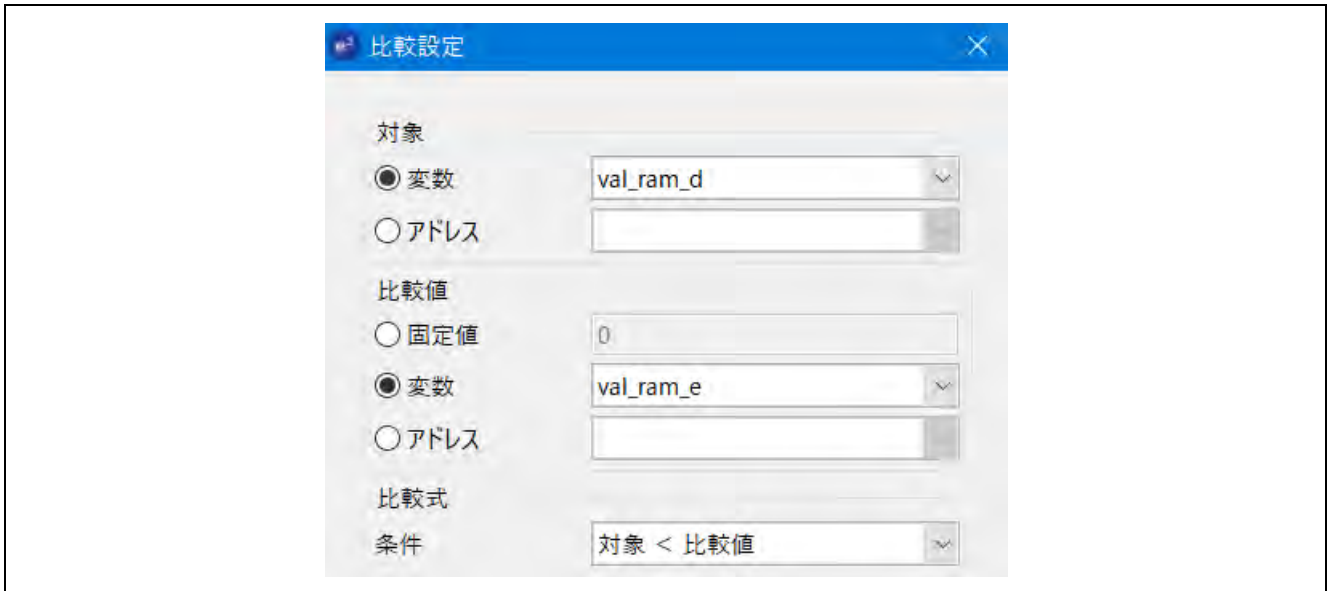 比較設定
対象
変数 val_ram_d
アドレス
比較値
固定値 0
変数 val_ram_e
アドレス
比較式
条件 対象 < 比較値